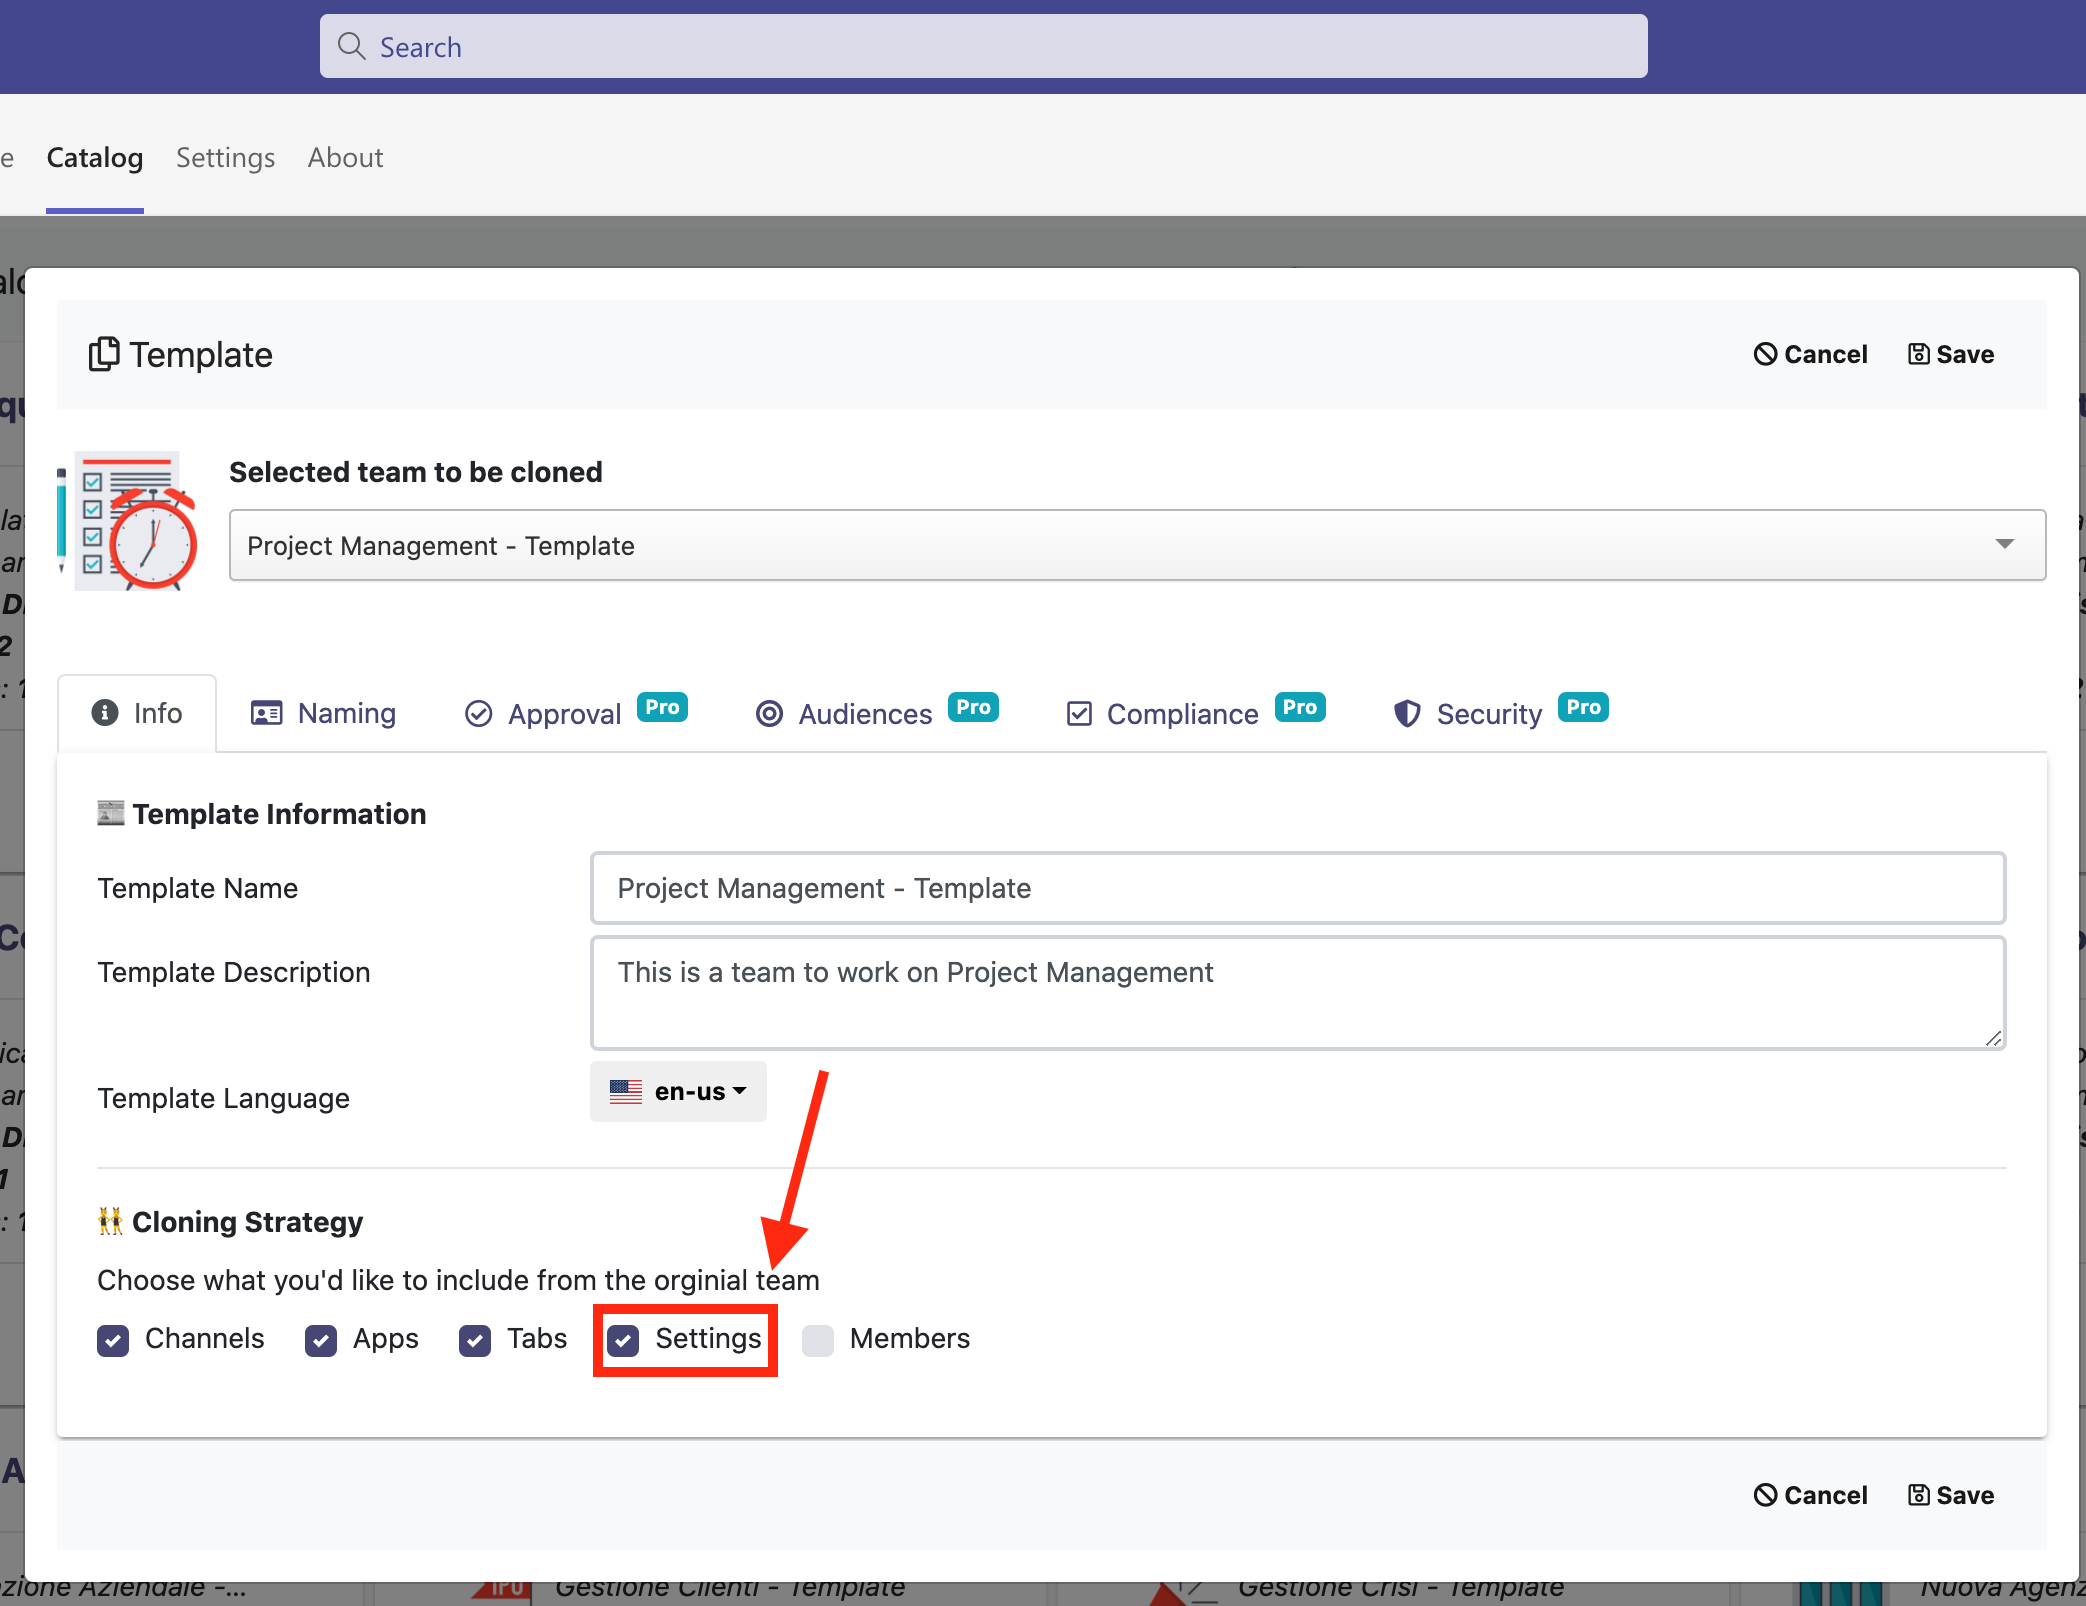 Search
e Catalog Settings About
Template
Cancel Save
Selected team to be cloned
Project Management - Template
Info Naming Approval Pro Audiences Pro Compliance Pro Security Pro
Template Information
Template Name Project Management - Template
Template Description This is a team to work on Project Management
Template Language en-us
Cloning Strategy
Choose what you'd like to include from the orginial team
Channels Apps Tabs Settings Members
Cancel Save
zione Aziendale -... IPO Gestione Clienti - Template Gestione Crisi - Template Nuova Agenz